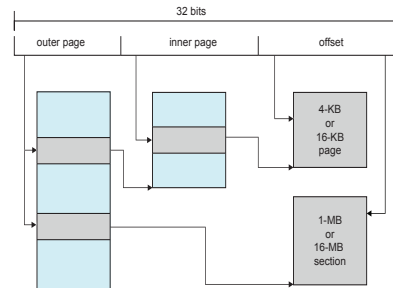 32 bits
outer page
inner page
offset
4-KB
or
16-KB
page
1-MB
or
16-MB
section